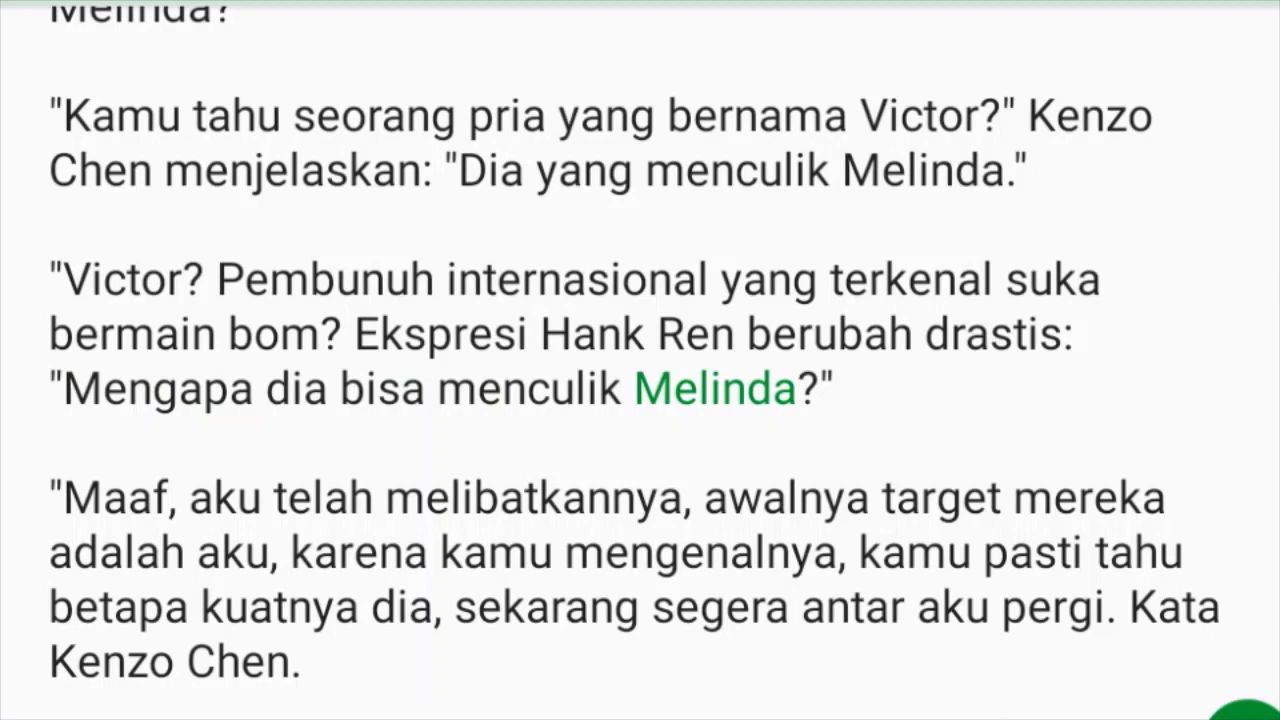 Melinda?
"Kamu tahu seorang pria yang bernama Victor?" Kenzo
Chen menjelaskan: "Dia yang menculik Melinda."
"Victor? Pembunuh internasional yang terkenal suka
bermain bom? Ekspresi Hank Ren berubah drastis:
"Mengapa dia bisa menculik Melinda?"
"Maaf, aku telah melibatkannya, awalnya target mereka
adalah aku, karena kamu mengenalnya, kamu pasti tahu
betapa kuatnya dia, sekarang segera antar aku pergi. Kata
Kenzo Chen.